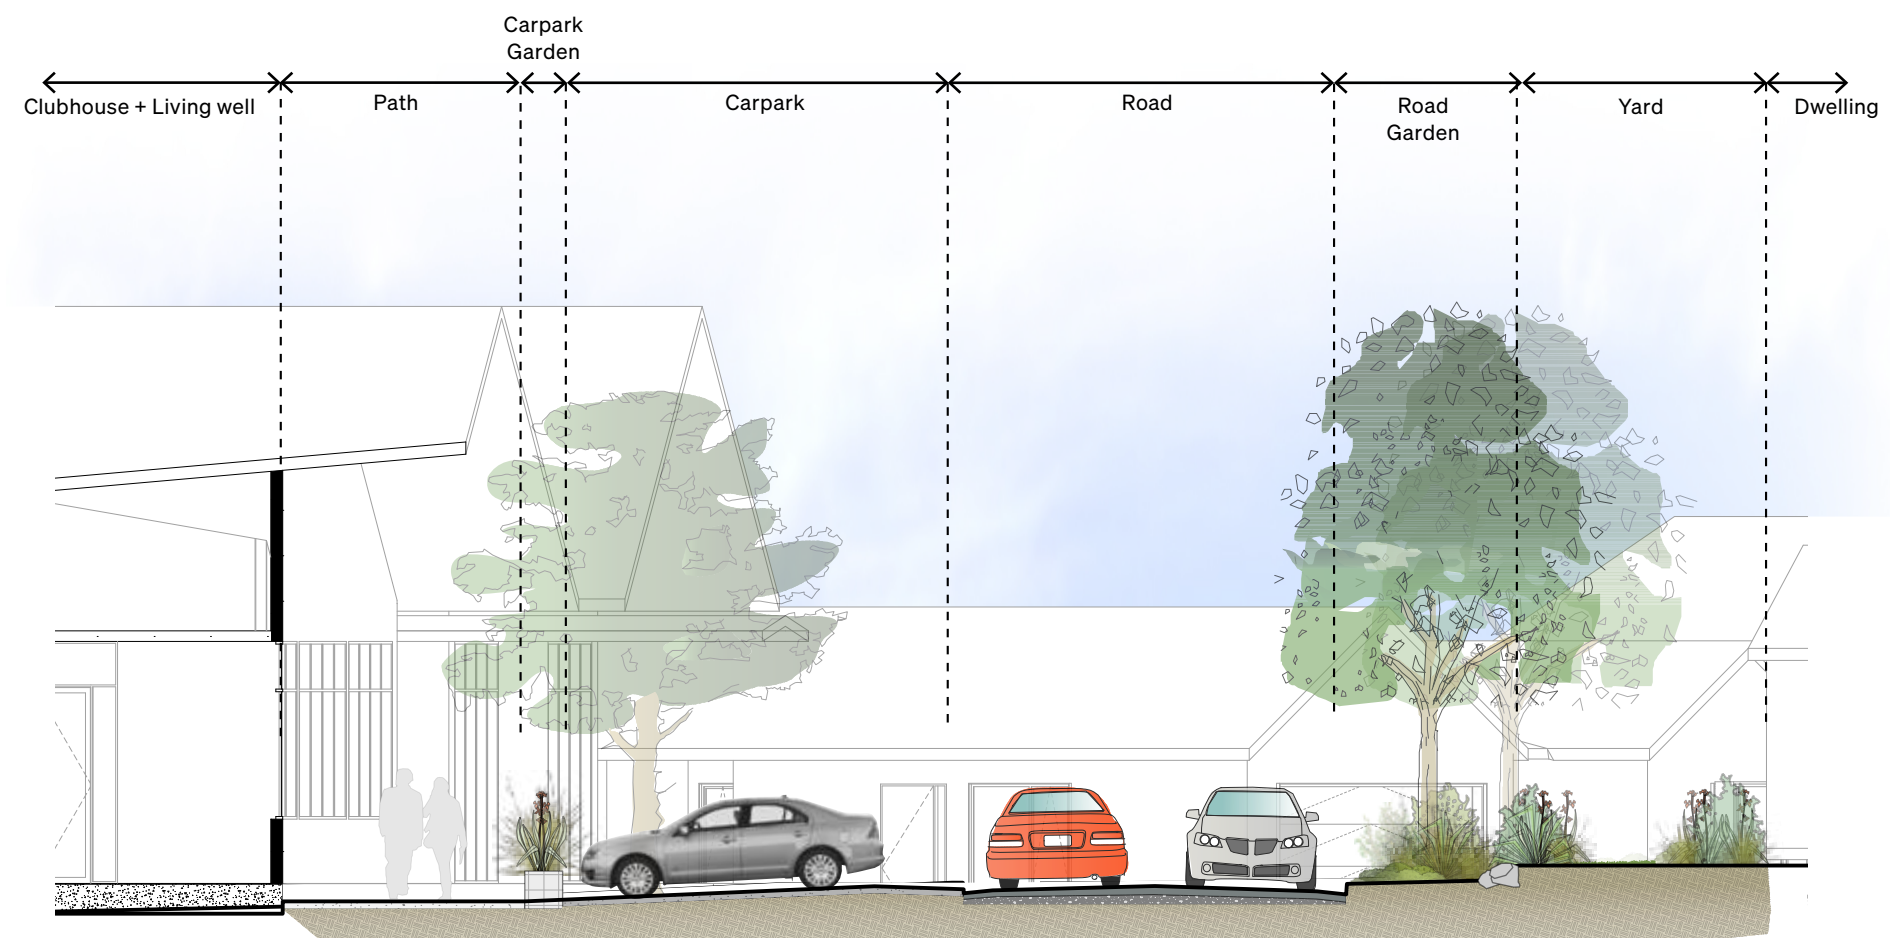 Carpark
Garden
Clubhouse + Living well
Path
Carpark
Road
Road
Garden
Yard
Dwelling